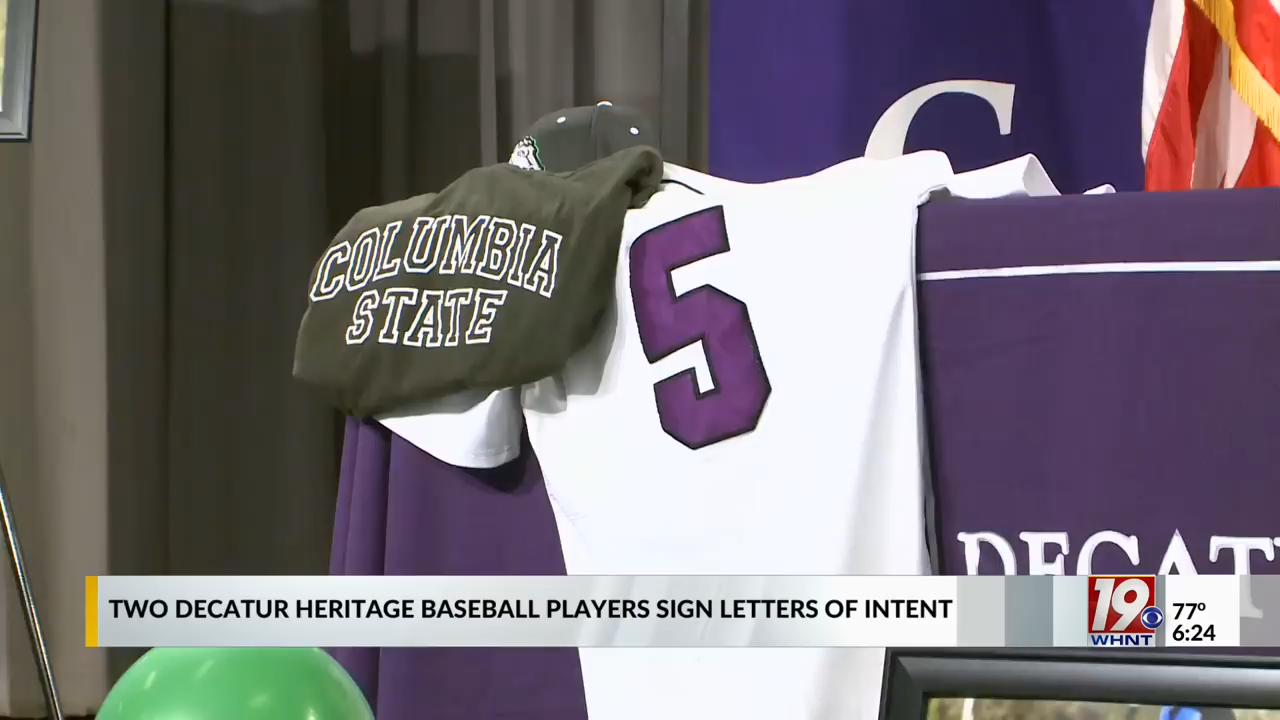 COLUMBIA
STATE
5
TWO DECATUR HERITAGE BASEBALL PLAYERS SIGN LETTERS OF INTENT
19
WHNT
77°
6:24